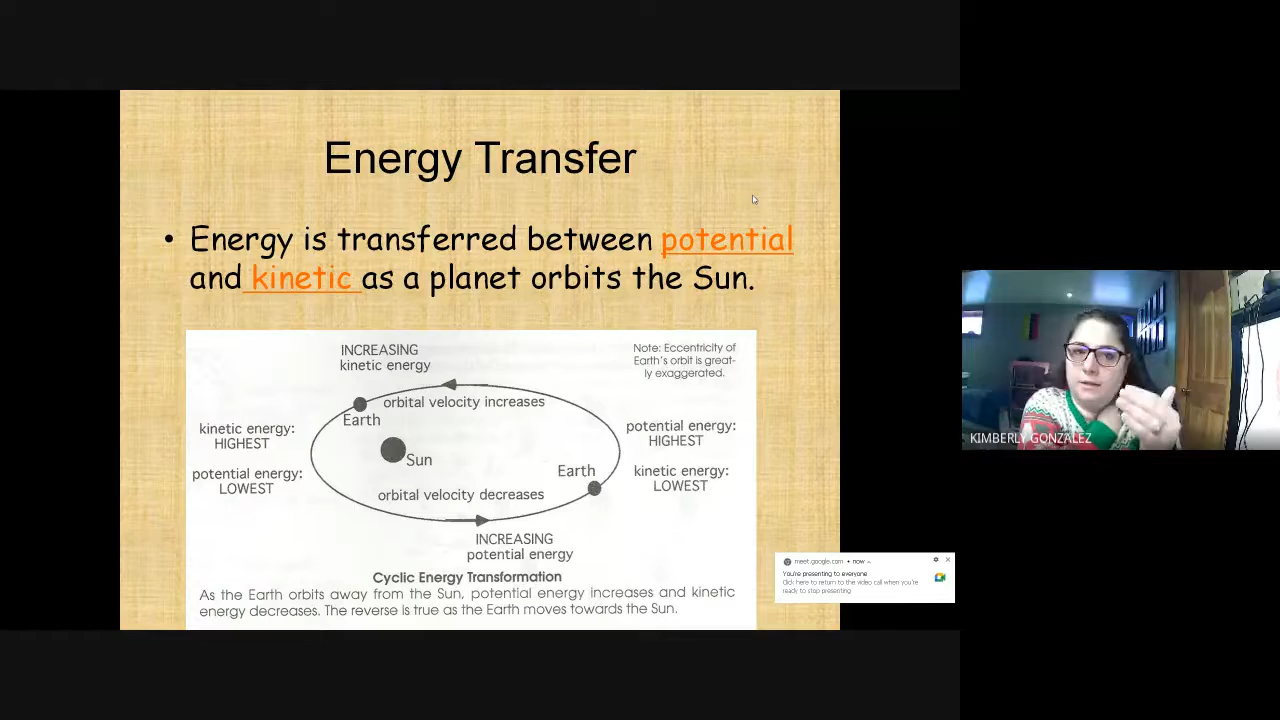 Energy Transfer
• Energy is transferred between potential
and kinetic as a planet orbits the Sun.
INCREASING
kinetic energy
Note: Eccentricity of
Earth's orbit is great-
ly exaggerated.
orbital velocity increases
Earth
kinetic energy:
HIGHEST
potential energy:
LOWEST
Sun
potential energy:
HIGHEST
kinetic energy:
LOWEST
Earth
orbital velocity decreases
INCREASING
potential energy
Cyclic Energy Transformation
As the Earth orbits away from the Sun, potential energy increases and kinetic
energy decreases. The reverse is true as the Earth moves towards the Sun.
KIMBERLY GONZALEZ
meet.google.com • now
You're presenting to everyone
Click here to return to the video call when you're
ready to stop presenting